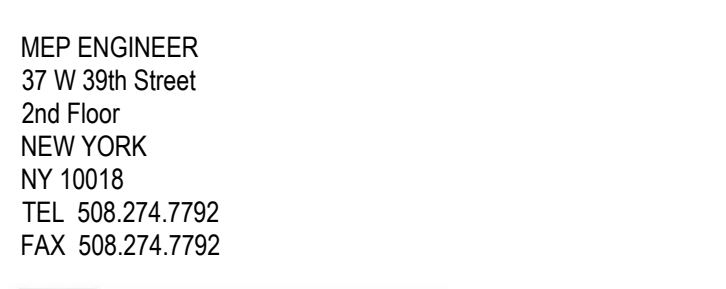 MEP ENGINEER
37 W 39th Street
2nd Floor
NEW YORK
NY 10018
TEL 508.274.7792
FAX 508.274.7792